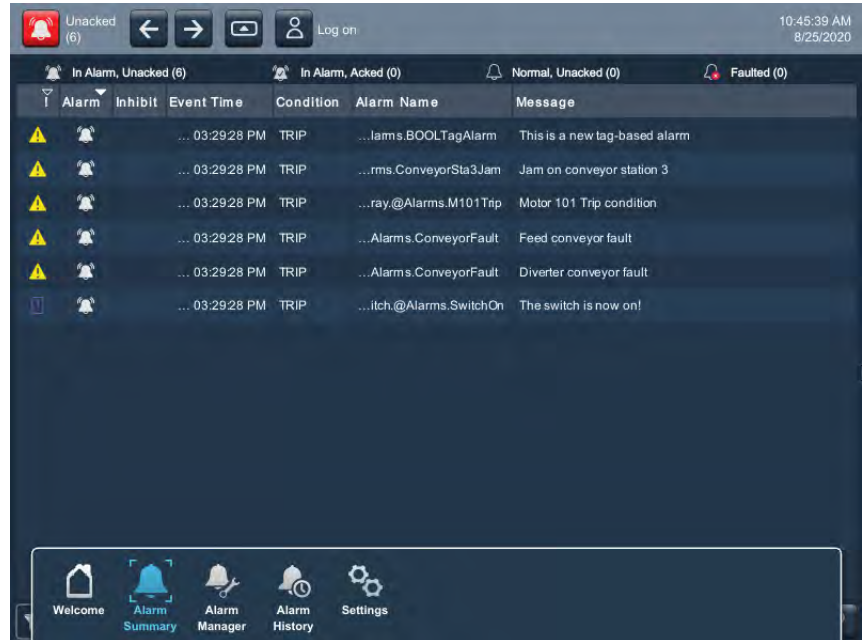 Unacked
(6)
Log on
10:45:39 AM
8/25/2020
In Alarm, Unacked (6) In Alarm, Acked (0) Normal, Unacked (0) Faulted (0)
! Alarm Inhibit Event Time Condition Alarm Name Message
... 03:29:28 PM TRIP ...larms.BOOLTagAlarm This is a new tag-based alarm
... 03:29:28 PM TRIP ...rms.ConveyorSta3Jam Jam on conveyor station 3
... 03:29:28 PM TRIP ...ray.@Alarms.M101Trip Motor 101 Trip condition
... 03:29:28 PM TRIP ...Alarms.ConveyorFault Feed conveyor fault
... 03:29:28 PM TRIP ...Alarms.ConveyorFault Diverter conveyor fault
... 03:29:28 PM TRIP ...itch.@Alarms.SwitchOn The switch is now on!
Welcome
Alarm
Summary
Alarm
Manager
Alarm
History
Settings